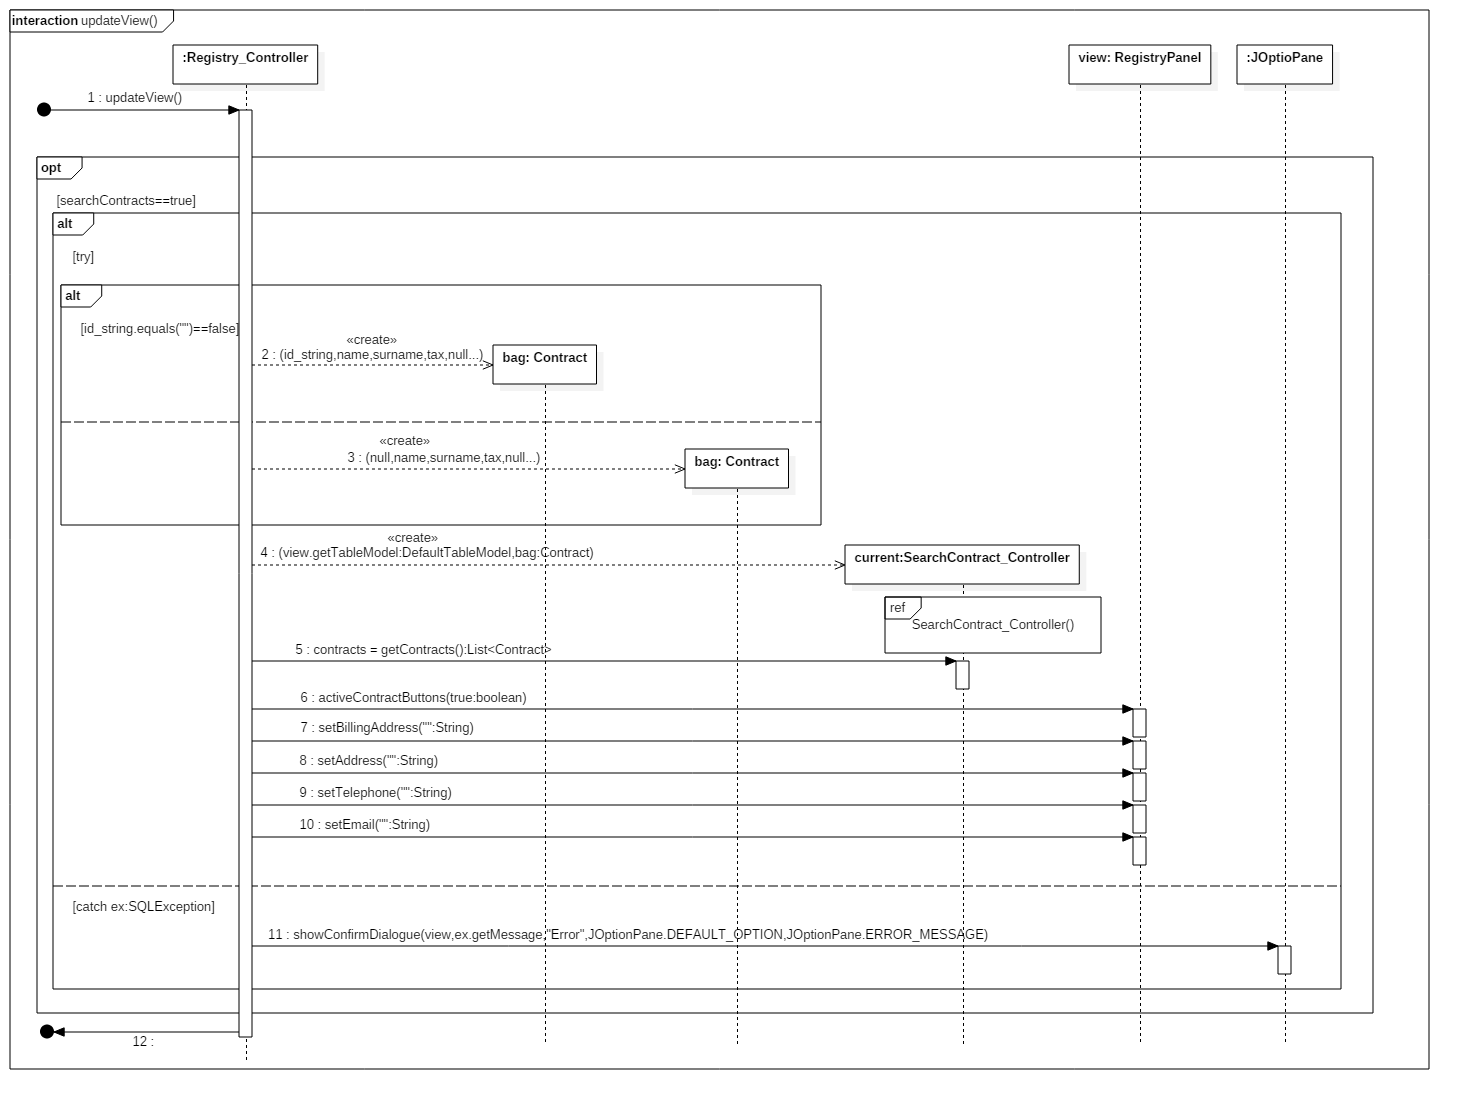 interaction updateView()
:Registry_Controller
view: RegistryPanel
:JOptioPane
1 : updateView()
opt
[searchContracts==true]
alt
[try]
alt
[id_string.equals("")==false]
«create»
2 : (id_string,name,surname,tax,null...)
bag: Contract
«create»
3 : (null,name,surname,tax,null...)
bag: Contract
«create»
4 : (view.getTableModel:DefaultTableModel,bag:Contract)
current:SearchContract_Controller
ref
SearchContract_Controller()
5 : contracts = getContracts():List<Contract>
6 : activeContractButtons(true:boolean)
7 : setBillingAddress("":String)
8 : setAddress("":String)
9 : setTelephone("":String)
10 : setEmail("":String)
[catch ex:SQLException]
11 : showConfirmDialogue(view,ex.getMessage,"Error",JOptionPane.DEFAULT_OPTION,JOptionPane.ERROR_MESSAGE)
12 :